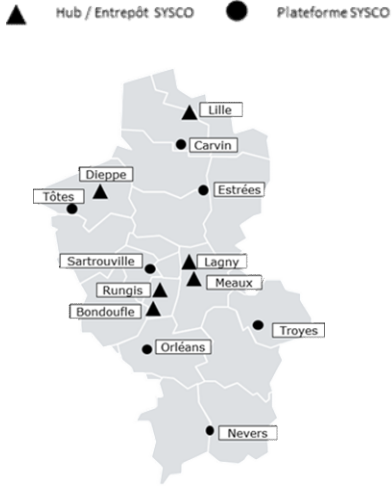 Hub / Entrepôt SYSCO Plateforme SYSCO
Lille
Carvin
Dieppe
Estrées
Tôtes
Sartrouville
Lagny
Rungis
Meaux
Bondoufle
Troyes
Orléans
Nevers